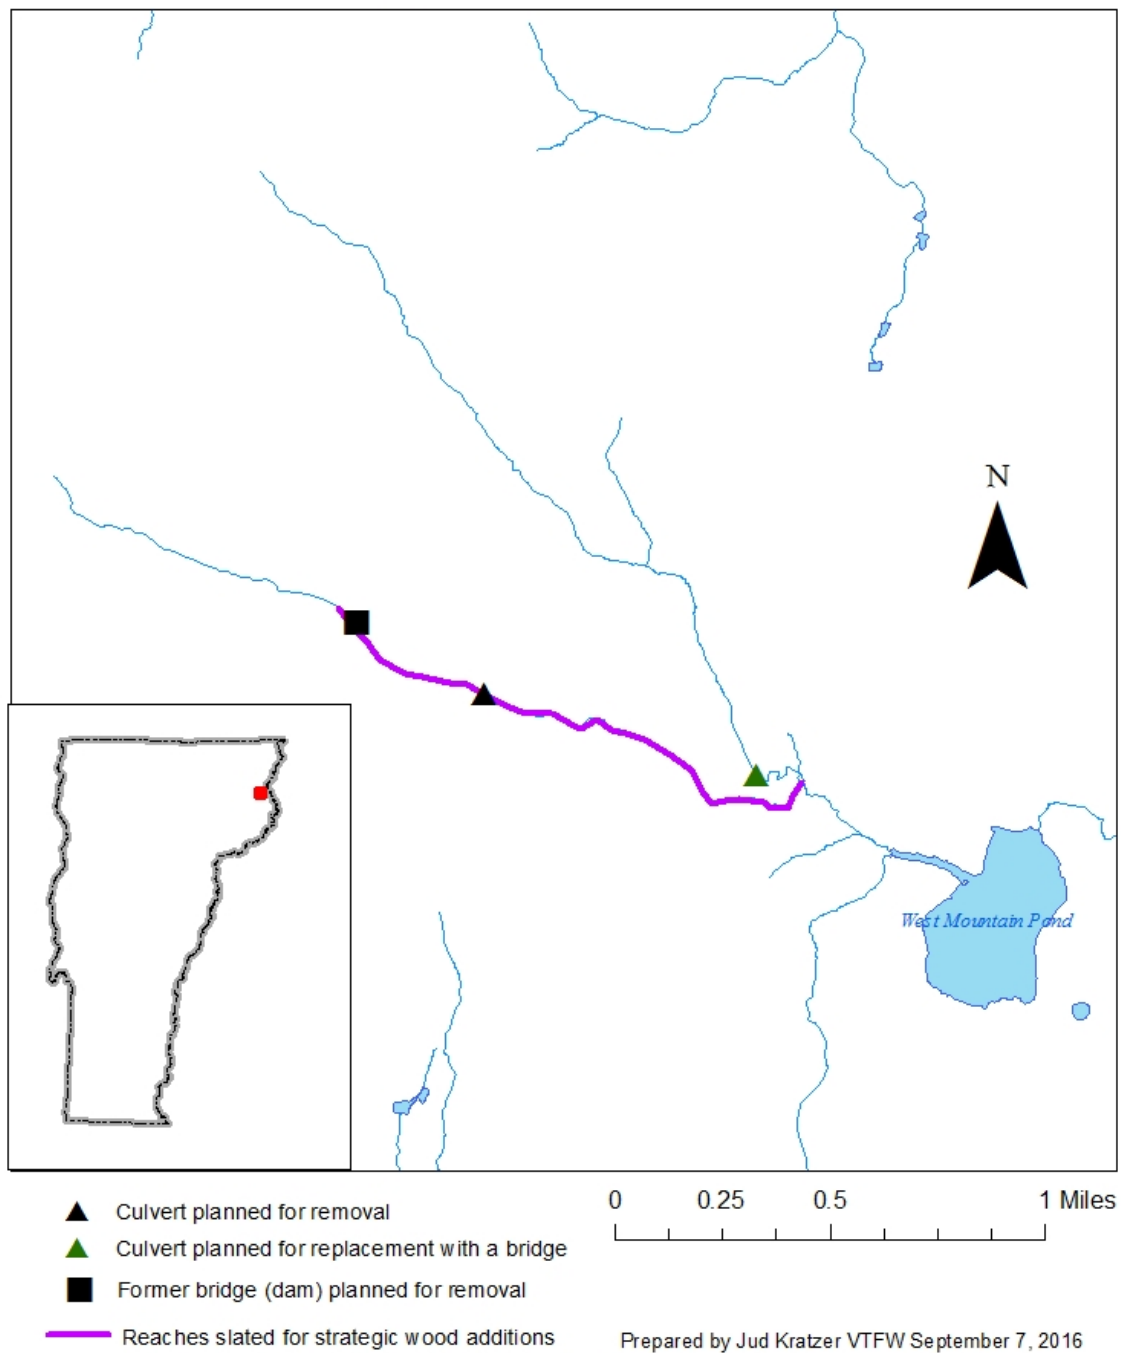 N
West Mountain Pond
0 0.25 0.5 1 Miles
Culvert planned for removal
Culvert planned for replacement with a bridge
Former bridge (dam) planned for removal
Reaches slated for strategic wood additions
Prepared by Jud Kratzer VTFW September 7, 2016